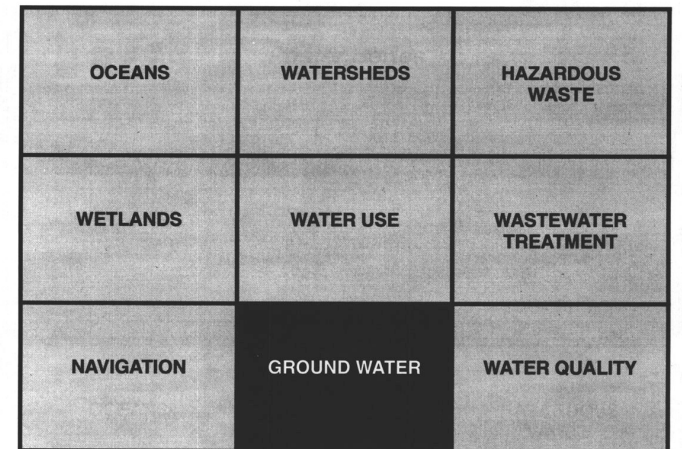 OCEANS
WATERSHEDS
HAZARDOUS
WASTE
WETLANDS
WATER USE
WASTEWATER
TREATMENT
NAVIGATION
GROUND WATER
WATER QUALITY